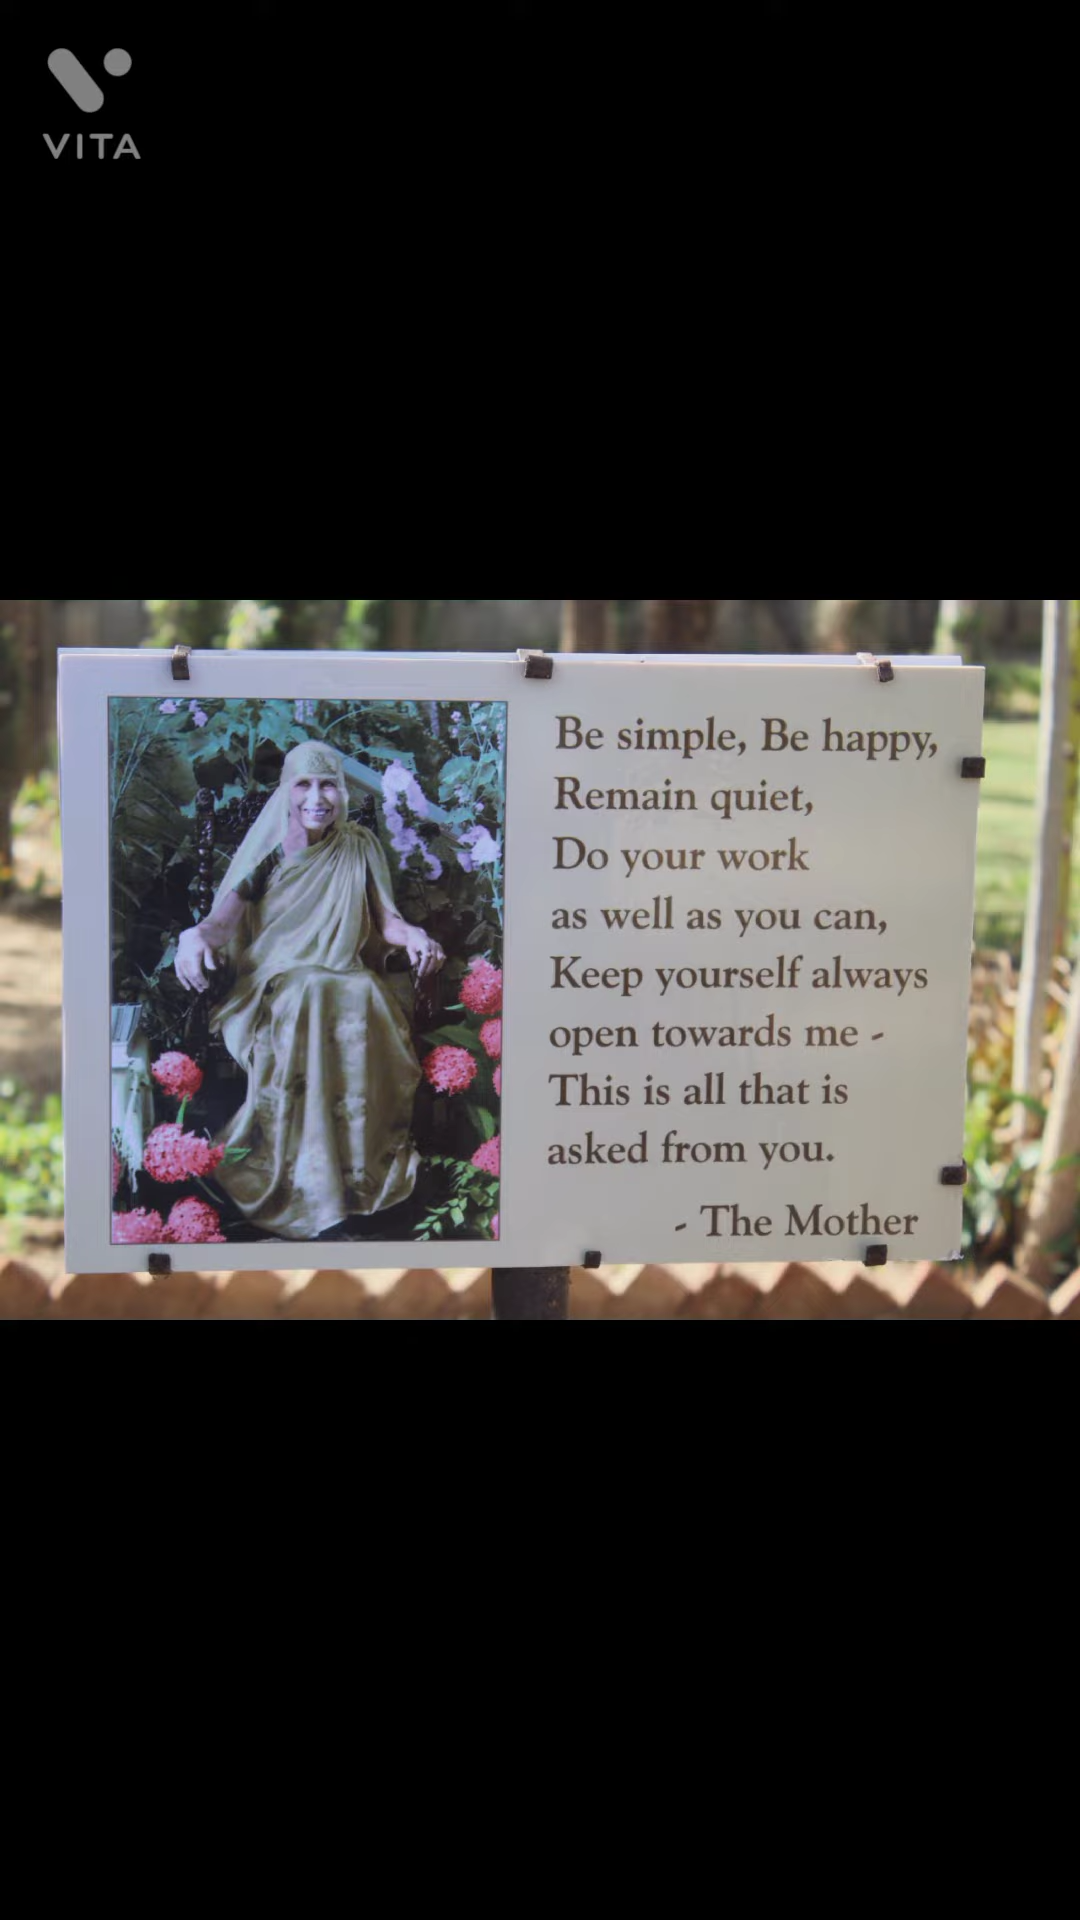 VITA
Be simple, Be happy,
Remain quiet,
Do your work
as well as you can,
Keep yourself always
open towards me -
This is all that is
asked from you.
- The Mother